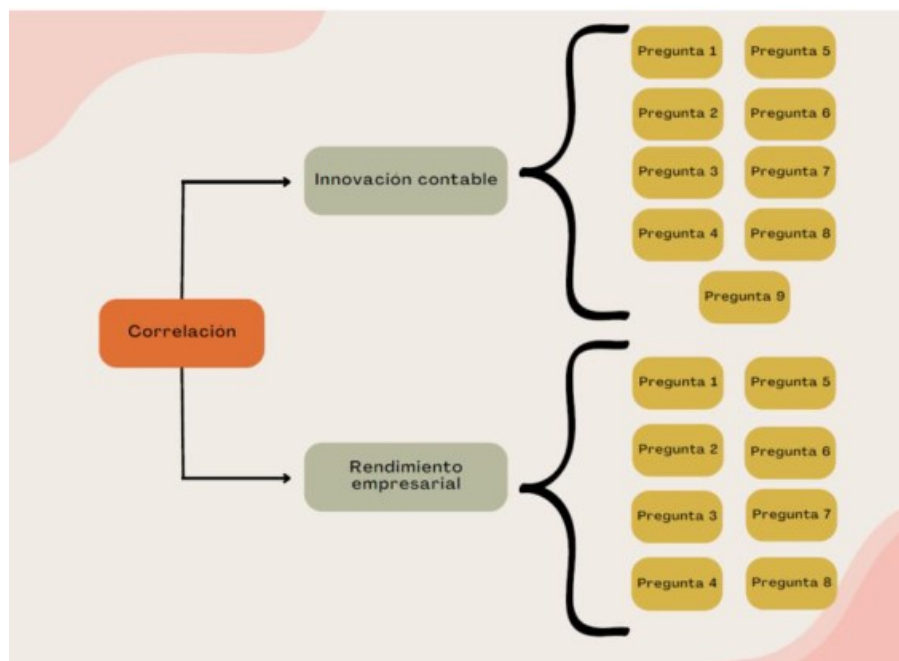 Pregunta 1
Pregunta 5
Pregunta 2
Pregunta 6
Pregunta 3
Pregunta 7
Pregunta 4
Pregunta 8
Pregunta 9
Innovación contable
Correlación
Rendimiento
empresarial
Pregunta 1
Pregunta 5
Pregunta 2
Pregunta 6
Pregunta 3
Pregunta 7
Pregunta 4
Pregunta 8